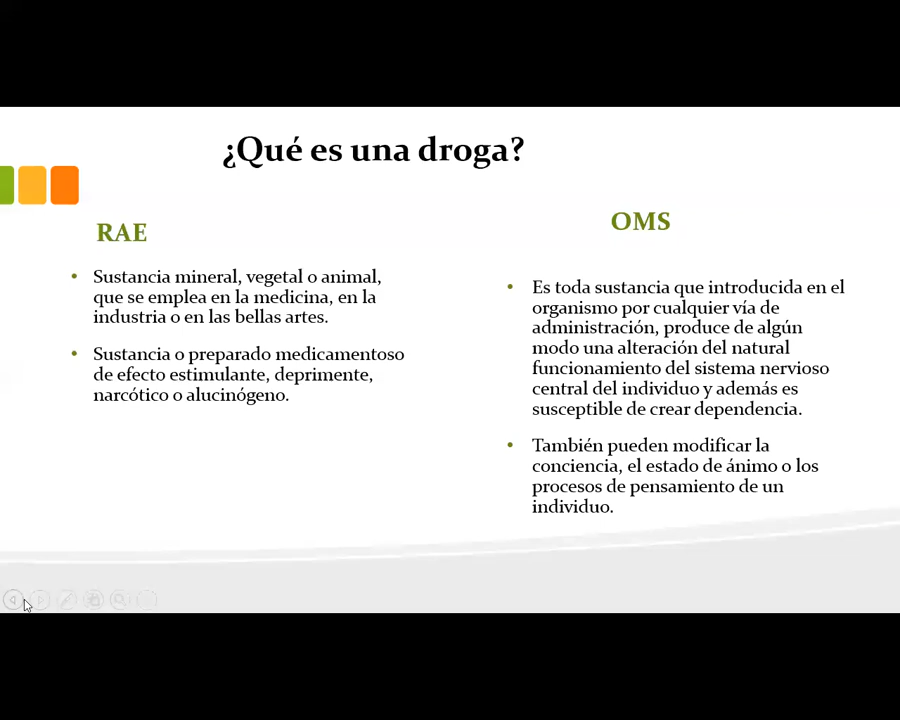 ¿Qué es una droga?
RAE
Sustancia mineral, vegetal o animal,
que se emplea en la medicina, en la
industria o en las bellas artes.
Sustancia o preparado medicamentoso
de efecto estimulante, deprimente,
narcótico o alucinógeno.
OMS
Es toda sustancia que introducida en el
organismo por cualquier vía de
administración, produce de algún
modo una alteración del natural
funcionamiento del sistema nervioso
central del individuo y además es
susceptible de crear dependencia.
También pueden modificar la
conciencia, el estado de ánimo o los
procesos de pensamiento de un
individuo.